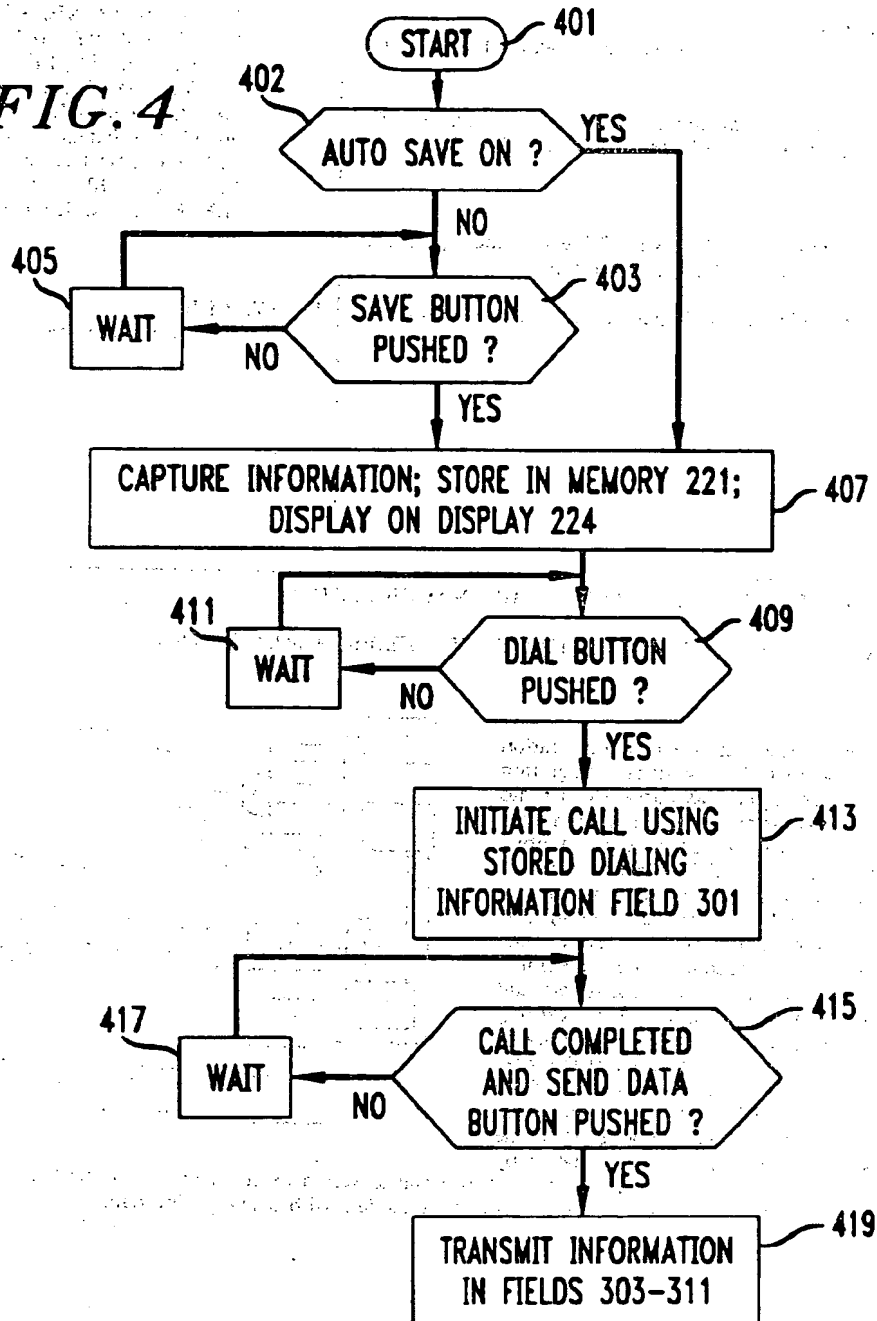 FIG. 4
START
401
402
AUTO SAVE ON ?
YES
NO
405
WAIT
NO
SAVE BUTTON
PUSHED ?
403
YES
CAPTURE INFORMATION; STORE IN MEMORY 221;
DISPLAY ON DISPLAY 224
407
411
WAIT
NO
DIAL BUTTON
PUSHED ?
409
YES
INITIATE CALL USING
STORED DIALING
INFORMATION FIELD 301
413
417
WAIT
NO
CALL COMPLETED
AND SEND DATA
BUTTON PUSHED ?
415
YES
TRANSMIT INFORMATION
IN FIELDS 303-311
419